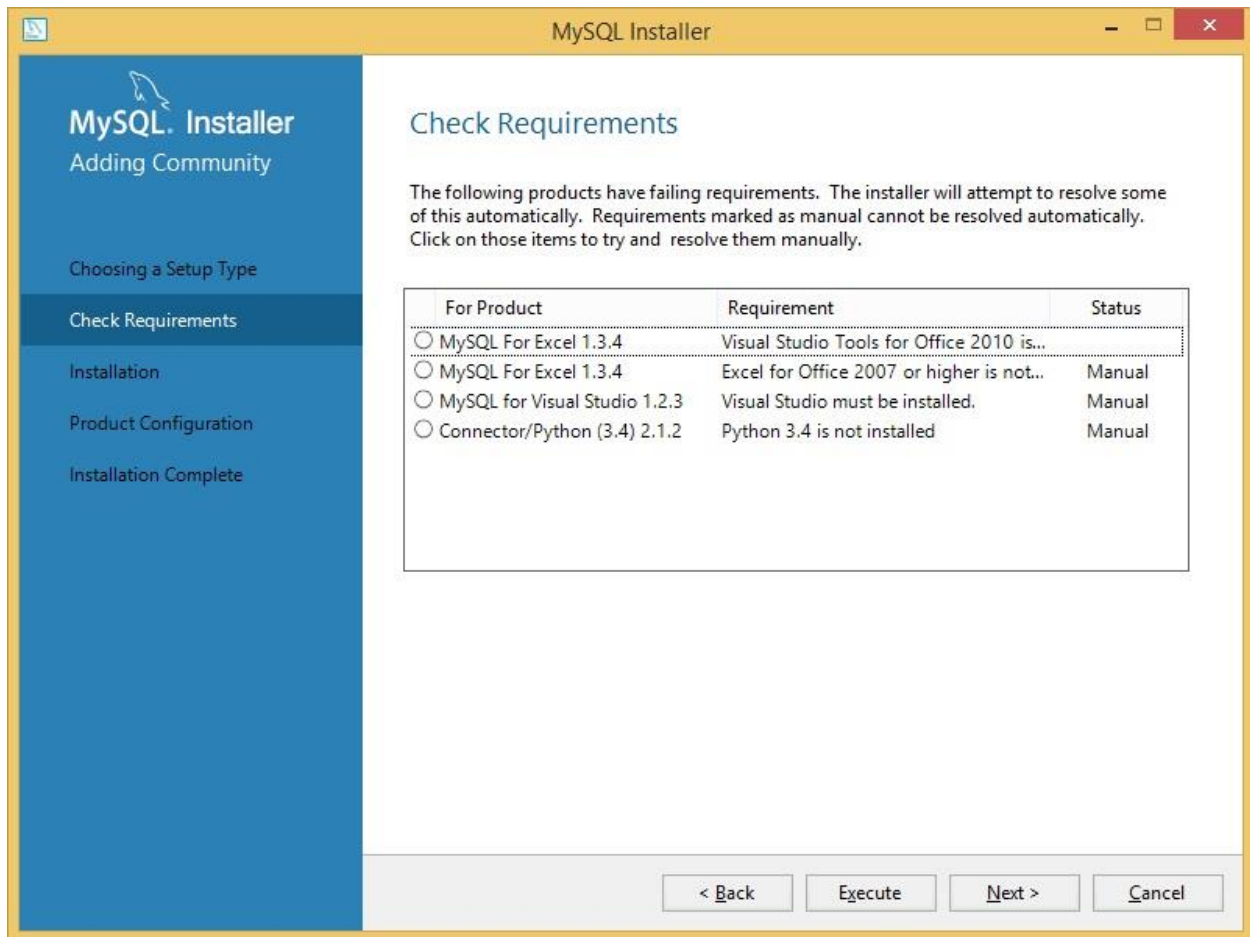 MySQL Installer
MySQL. Installer
Adding Community
Choosing a Setup Type
Check Requirements
Installation
Product Configuration
Installation Complete
Check Requirements
The following products have failing requirements. The installer will attempt to resolve some
of this automatically. Requirements marked as manual cannot be resolved automatically.
Click on those items to try and resolve them manually.
For Product Requirement Status
MySQL For Excel 1.3.4 Visual Studio Tools for Office 2010 is...
MySQL For Excel 1.3.4 Excel for Office 2007 or higher is not... Manual
MySQL for Visual Studio 1.2.3 Visual Studio must be installed. Manual
Connector/Python (3.4) 2.1.2 Python 3.4 is not installed Manual
< Back Execute Next > Cancel